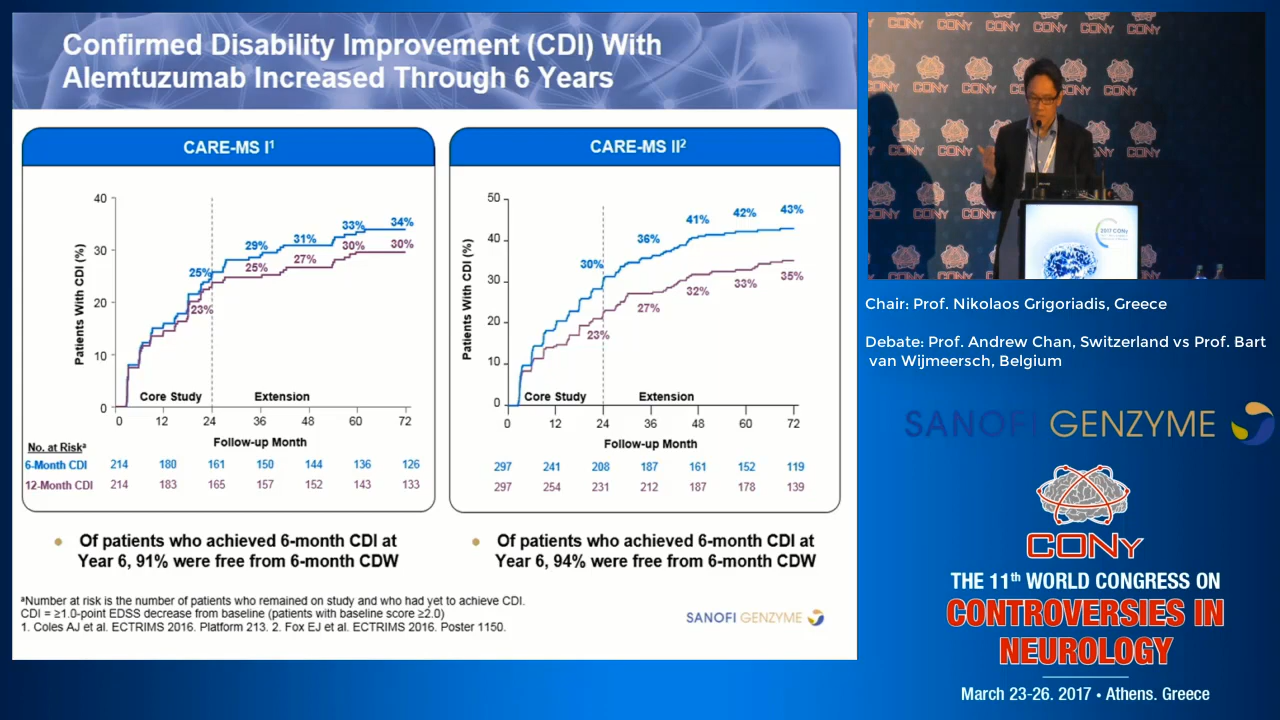 Confirmed Disability Improvement (CDI) With
Alemtuzumab Increased Through 6 Years
CARE-MS I¹
Patients With CDI (%)
40
30
20
10
0
25%
29%
31%
33%
34%
23%
25%
27%
30%
30%
Core Study
Extension
0 12 24 36 48 60 72
Follow-up Month
No. at Riskᵃ
6-Month CDI 214 180 161 150 144 136 126
12-Month CDI 214 183 165 157 152 143 133
CARE-MS II²
Patients With CDI (%)
50
40
30
20
10
0
30%
36%
41%
42%
43%
23%
27%
32%
33%
35%
Core Study
Extension
0 12 24 36 48 60 72
Follow-up Month
297 241 208 187 161 152 119
297 254 231 212 187 178 139
• Of patients who achieved 6-month CDI at
Year 6, 91% were free from 6-month CDW
• Of patients who achieved 6-month CDI at
Year 6, 94% were free from 6-month CDW
ᵃNumber at risk is the number of patients who remained on study and who had yet to achieve CDI.
CDI = ≥1.0-point EDSS decrease from baseline (patients with baseline score ≥2.0)
1. Coles AJ et al. ECTRIMS 2016. Platform 213. 2. Fox EJ et al. ECTRIMS 2016. Poster 1150.
SANOFI GENZYME
CONy
2017 CONy
Chair: Prof. Nikolaos Grigoriadis, Greece
Debate: Prof. Andrew Chan, Switzerland vs Prof. Bart
van Wijmeersch, Belgium
SANOFI GENZYME
CONy
THE 11th WORLD CONGRESS ON
CONTROVERSIES IN
NEUROLOGY
March 23-26. 2017 • Athens. Greece